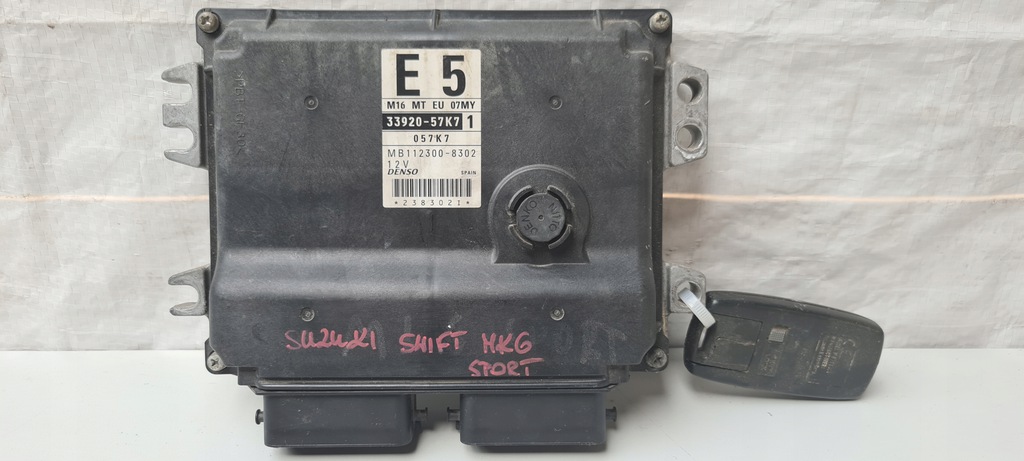 E 5
M16 MT EU 07MY
33920-57K7 1
057K7
MB112300-8302
12V
DENSO SPAIN
*2383021*
SUZUKI SWIFT MK6
SPORT